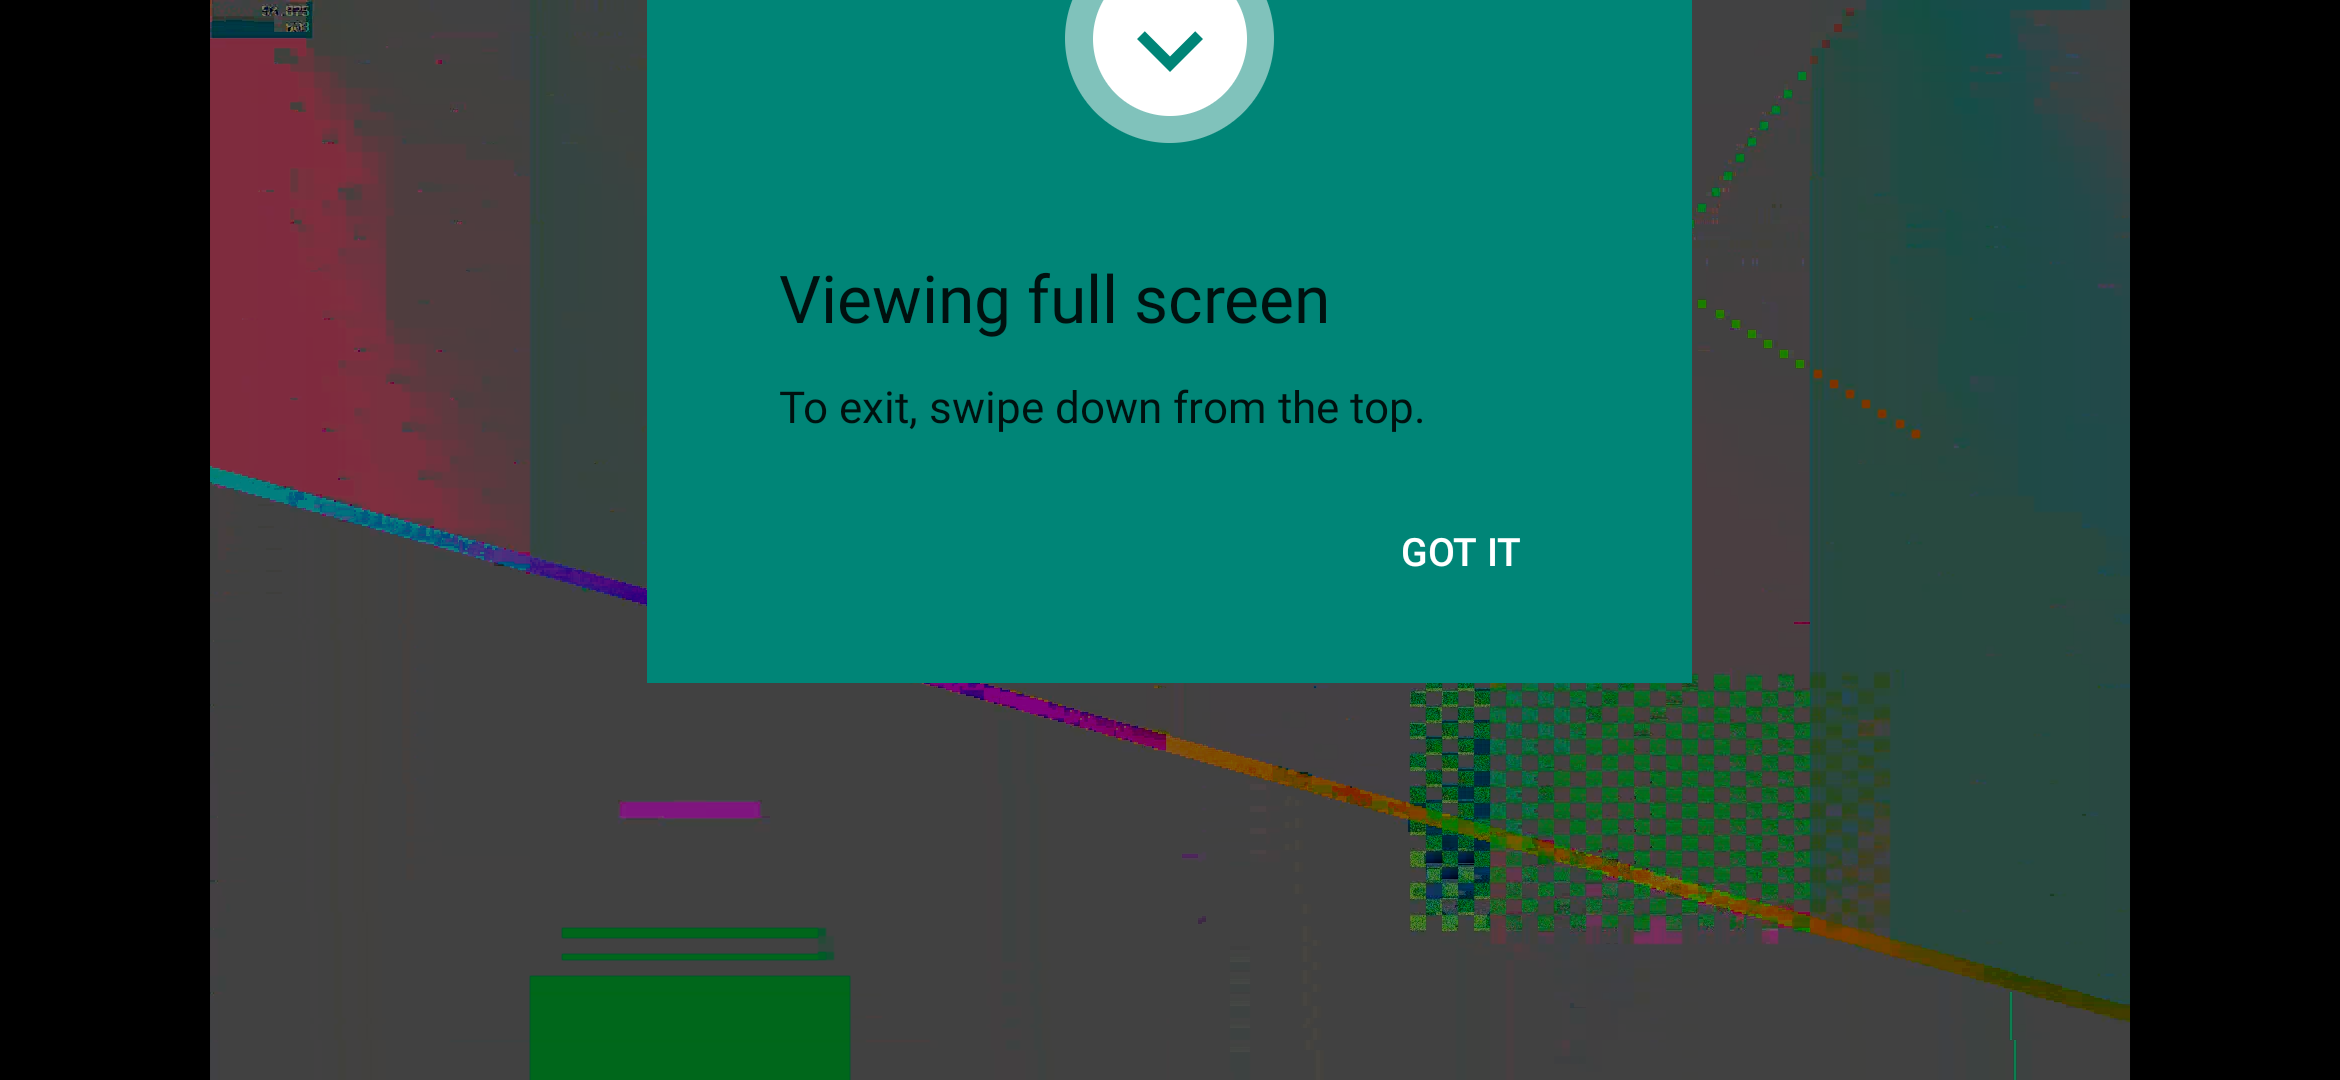 Viewing full screen
To exit, swipe down from the top.
GOT IT